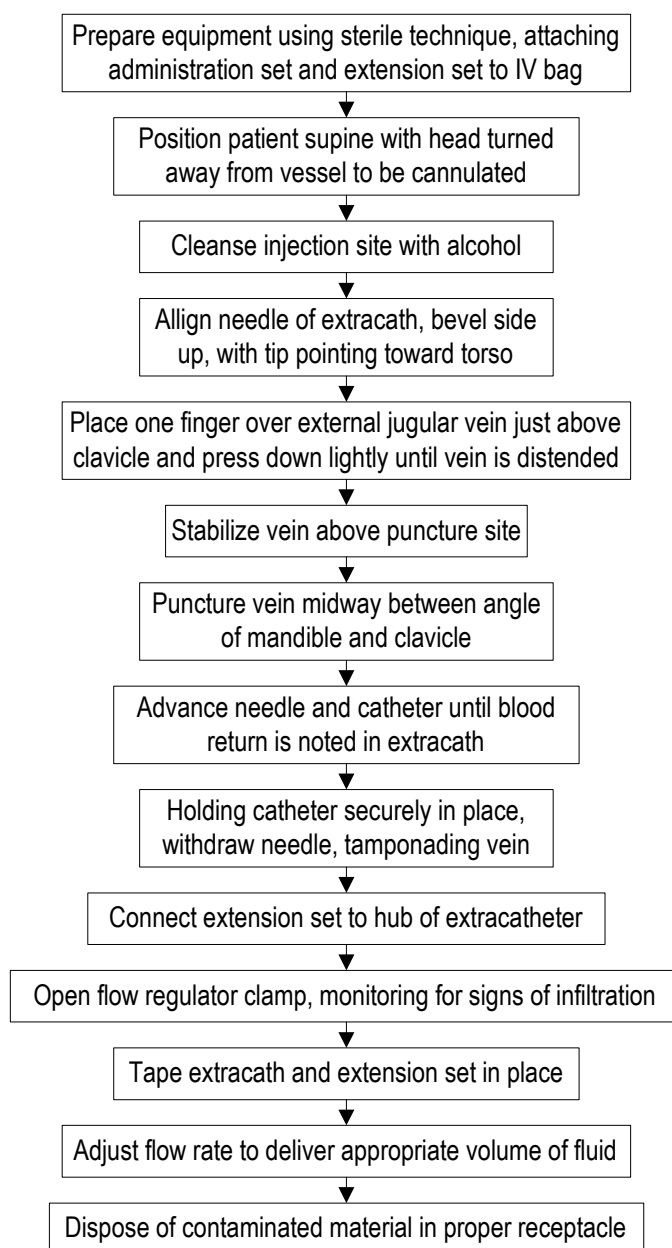 Prepare equipment using sterile technique, attaching
administration set and extension set to IV bag
Position patient supine with head turned
away from vessel to be cannulated
Cleanse injection site with alcohol
Allign needle of extracath, bevel side
up, with tip pointing toward torso
Place one finger over external jugular vein just above
clavicle and press down lightly until vein is distended
Stabilize vein above puncture site
Puncture vein midway between angle
of mandible and clavicle
Advance needle and catheter until blood
return is noted in extracath
Holding catheter securely in place,
withdraw needle, tamponading vein
Connect extension set to hub of extracatheter
Open flow regulator clamp, monitoring for signs of infiltration
Tape extracath and extension set in place
Adjust flow rate to deliver appropriate volume of fluid
Dispose of contaminated material in proper receptacle